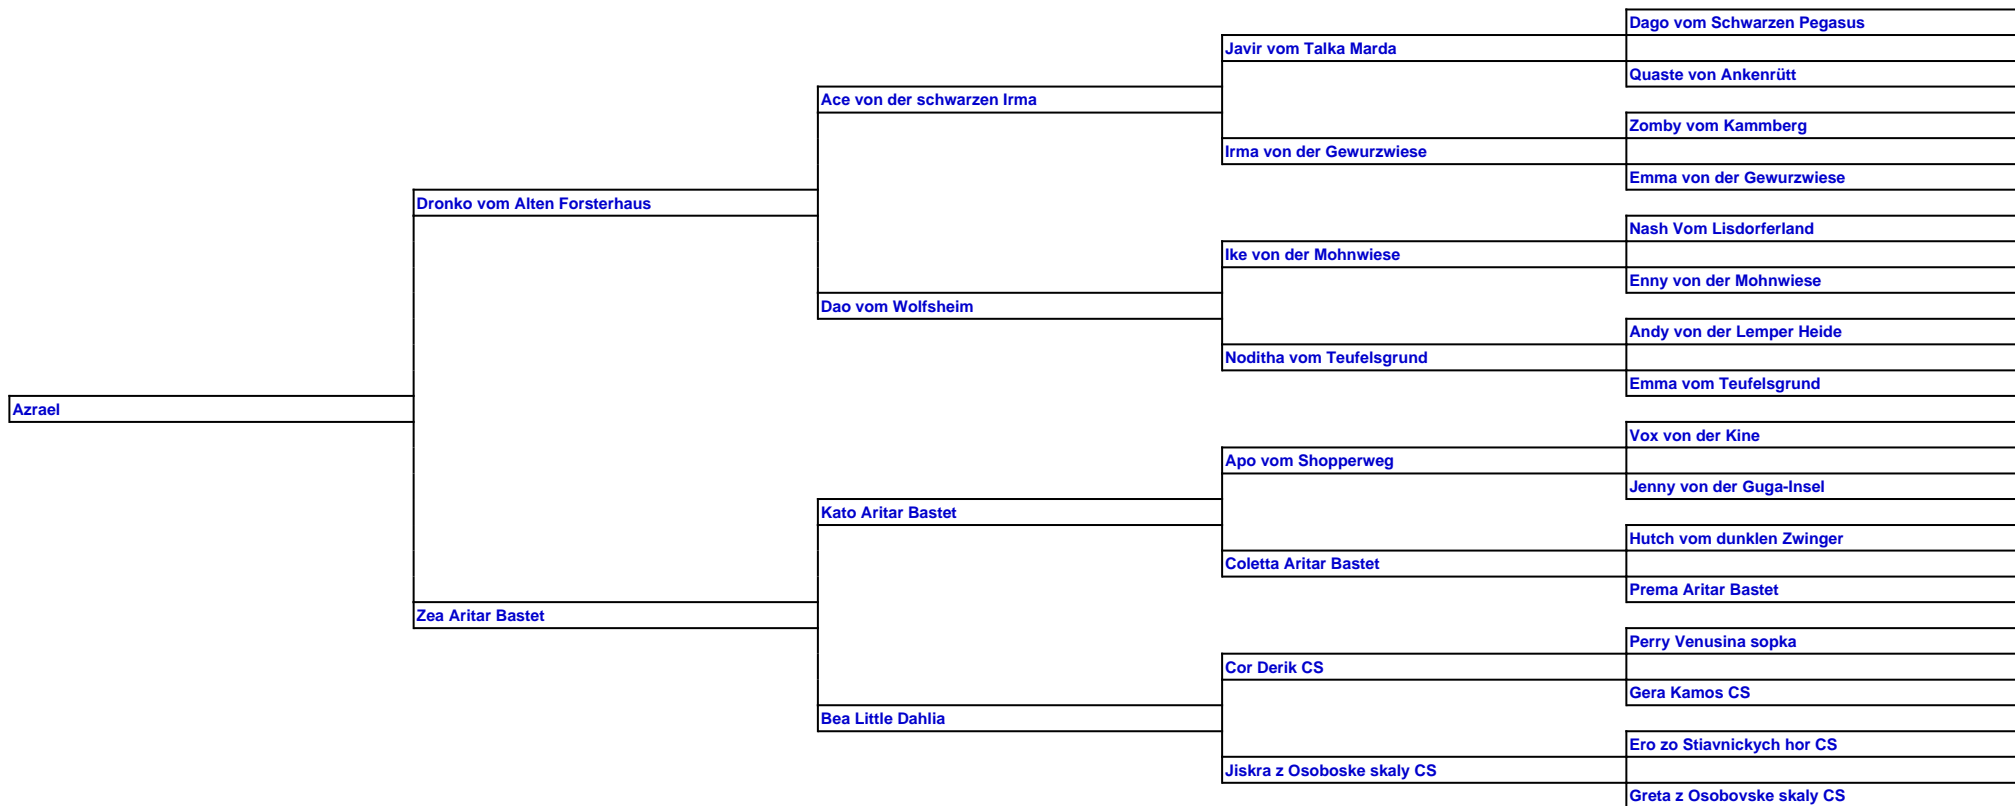 Dago vom Schwarzen Pegasus
Javir vom Talka Marda
Quaste von Ankenrütt
Ace von der schwarzen Irma
Zomby vom Kammberg
Irma von der Gewurzwiese
Emma von der Gewurzwiese
Dronko vom Alten Forsterhaus
Nash Vom Lisdorferland
Ike von der Mohnwiese
Enny von der Mohnwiese
Dao vom Wolfsheim
Andy von der Lemper Heide
Noditha vom Teufelsgrund
Emma vom Teufelsgrund
Azrael
Vox von der Kine
Apo vom Shopperweg
Jenny von der Guga-Insel
Kato Aritar Bastet
Hutch vom dunklen Zwinger
Coletta Aritar Bastet
Prema Aritar Bastet
Zea Aritar Bastet
Perry Venusina sopka
Cor Derik CS
Gera Kamos CS
Bea Little Dahlia
Ero zo Stiavnickych hor CS
Jiskra z Osoboske skaly CS
Greta z Osobovske skaly CS